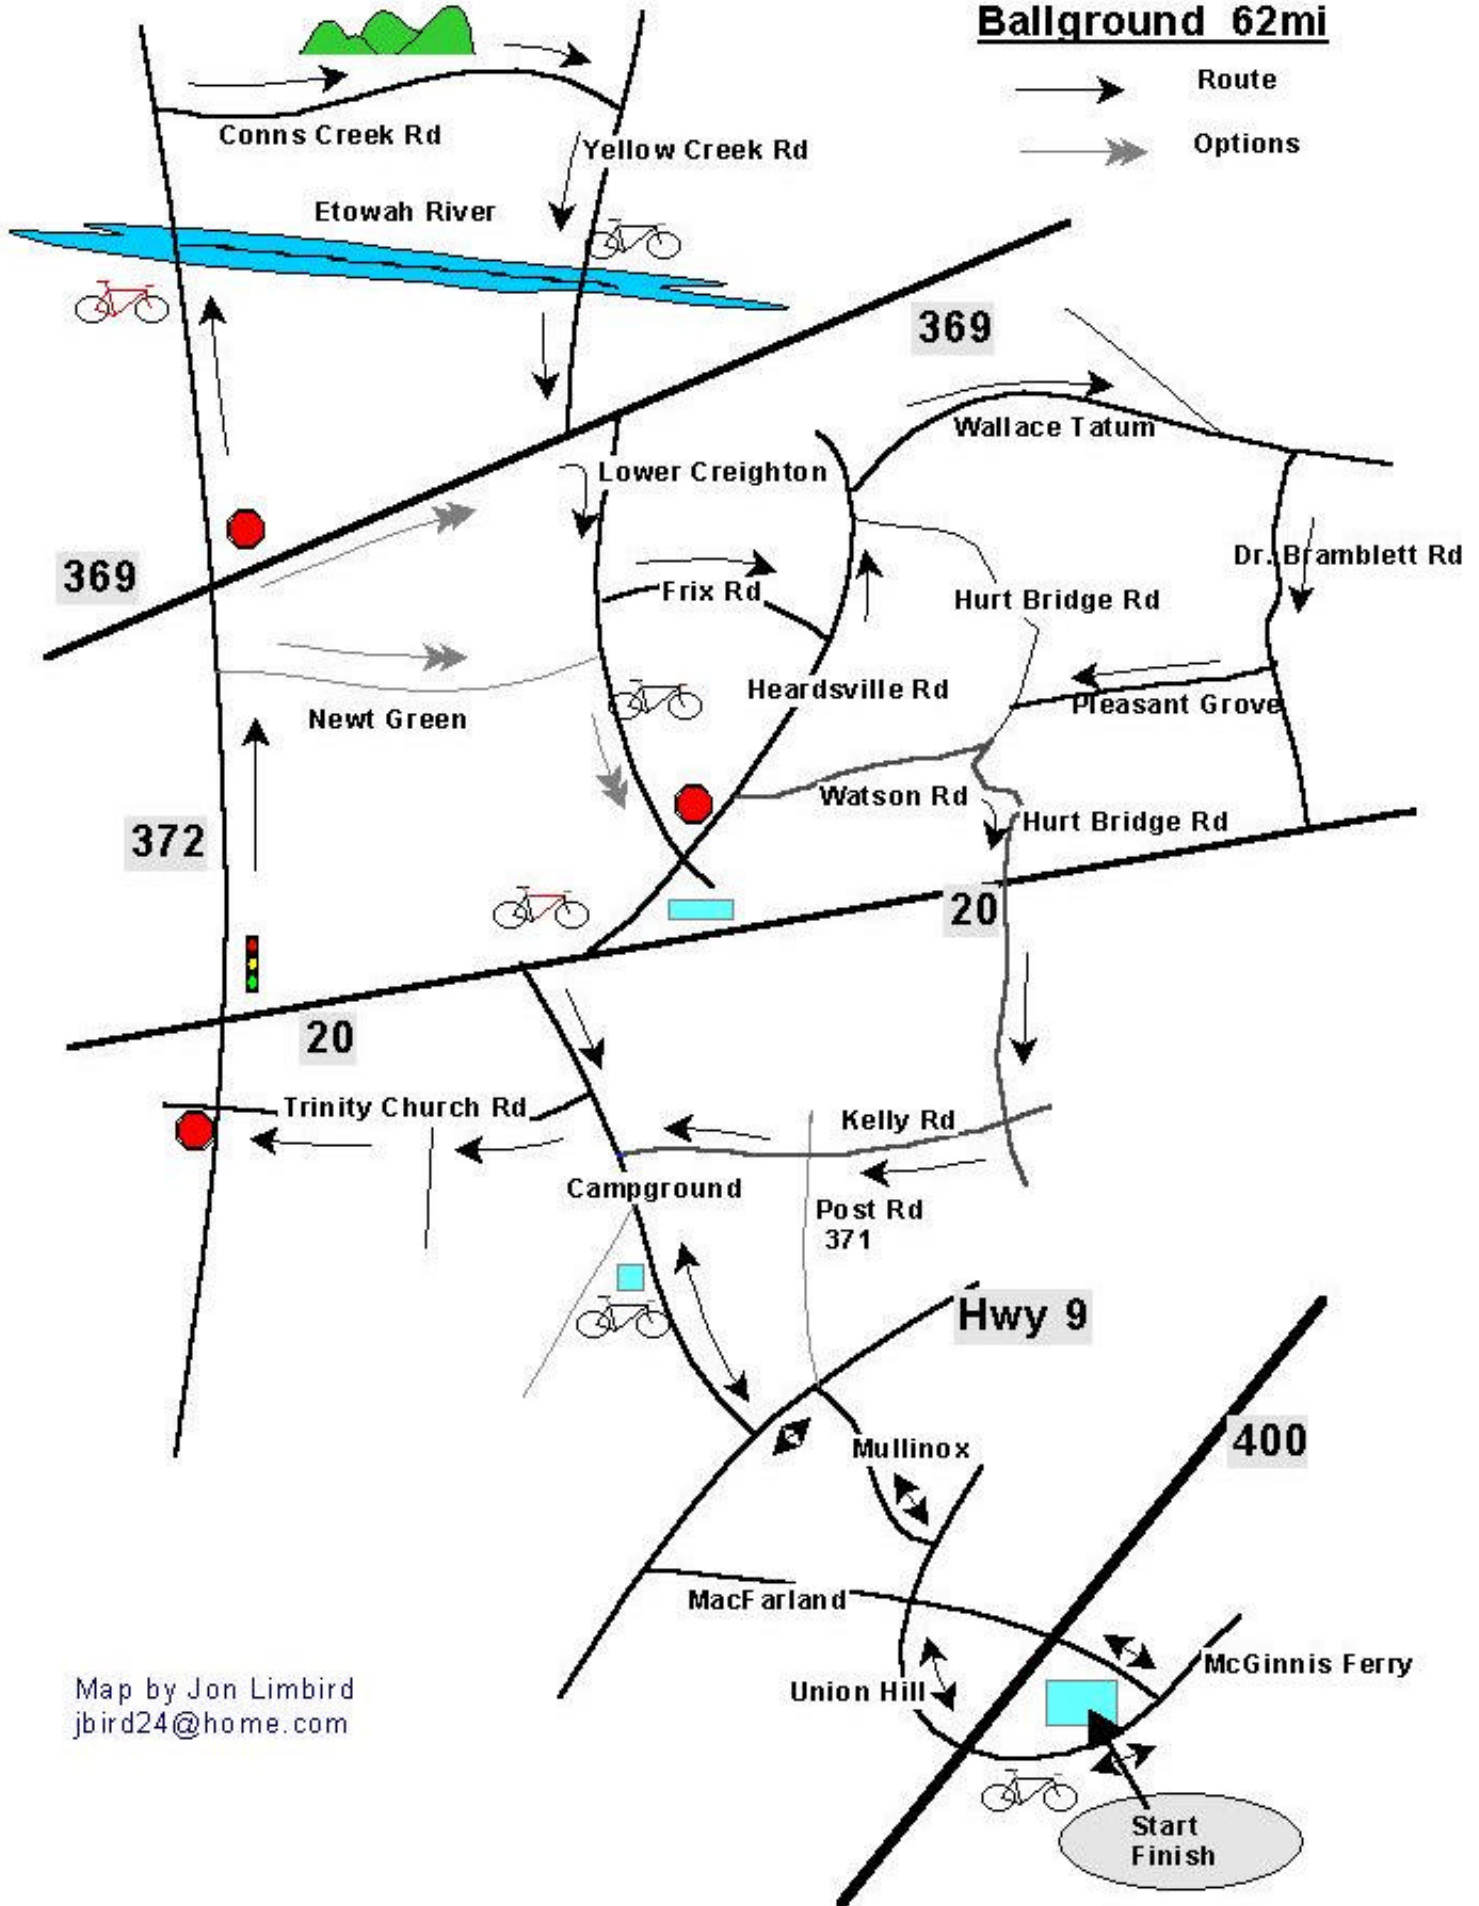 Ballground 62mi
Route
Options
Conns Creek Rd
Yellow Creek Rd
Etowah River
369
Wallace Tatum
Lower Creighton
369
Dr. Bramblett Rd
Frix Rd
Hurt Bridge Rd
Heardsville Rd
Pleasant Grove
Newt Green
Watson Rd
Hurt Bridge Rd
372
20
20
Trinity Church Rd
Kelly Rd
Campground
Post Rd
371
Hwy 9
400
Mullinox
MacFarland
McGinnis Ferry
Union Hill
Map by Jon Limbird
jbird24@home.com
Start
Finish